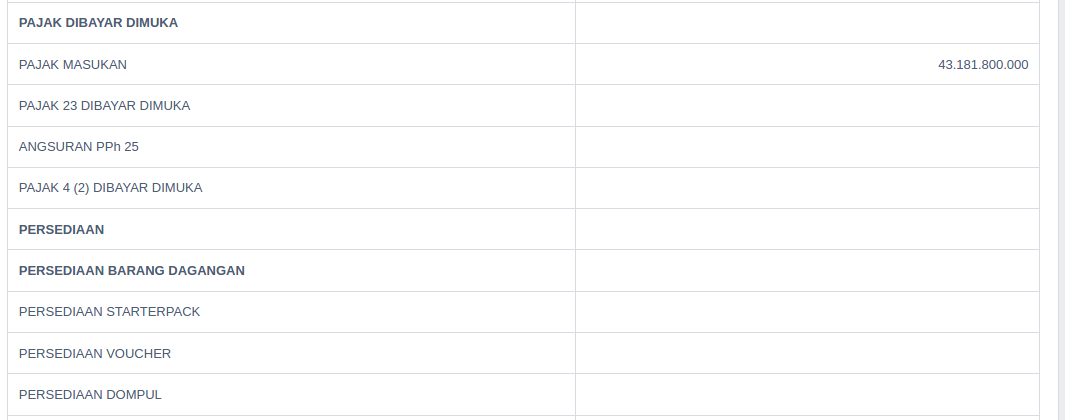 PAJAK DIBAYAR DIMUKA
PAJAK MASUKAN 43.181.800.000
PAJAK 23 DIBAYAR DIMUKA
ANGSURAN PPh 25
PAJAK 4 (2) DIBAYAR DIMUKA
PERSEDIAAN
PERSEDIAAN BARANG DAGANGAN
PERSEDIAAN STARTERPACK
PERSEDIAAN VOUCHER
PERSEDIAAN DOMPUL